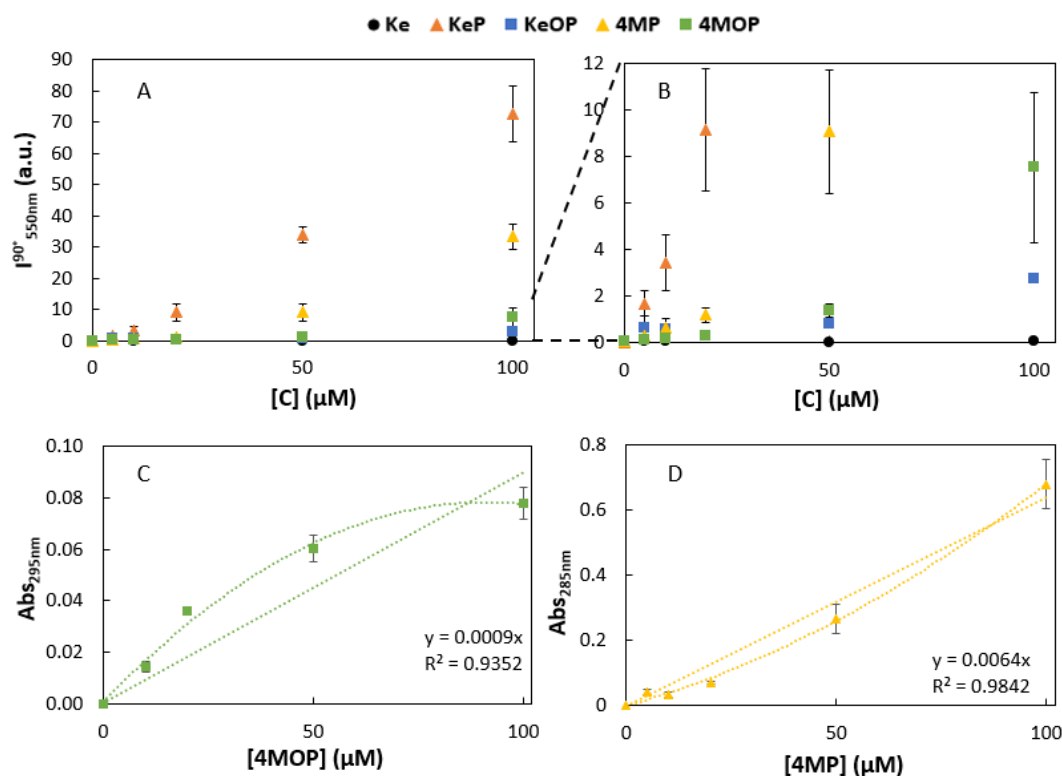 Ke KeP KeOP 4MP 4MOP
A
90
80
70
60
50
40
30
20
10
0
0 50 100
I90° 550nm (a.u.)
[C] (μM)
B
12
10
8
6
4
2
0
0 50 100
[C] (μM)
C
0.10
0.08
0.06
0.04
0.02
0.00
0 50 100
Abs295nm
[4MOP] (μM)
y = 0.0009x
R² = 0.9352
D
0.8
0.6
0.4
0.2
0
0 50 100
Abs285nm
[4MP] (μM)
y = 0.0064x
R² = 0.9842